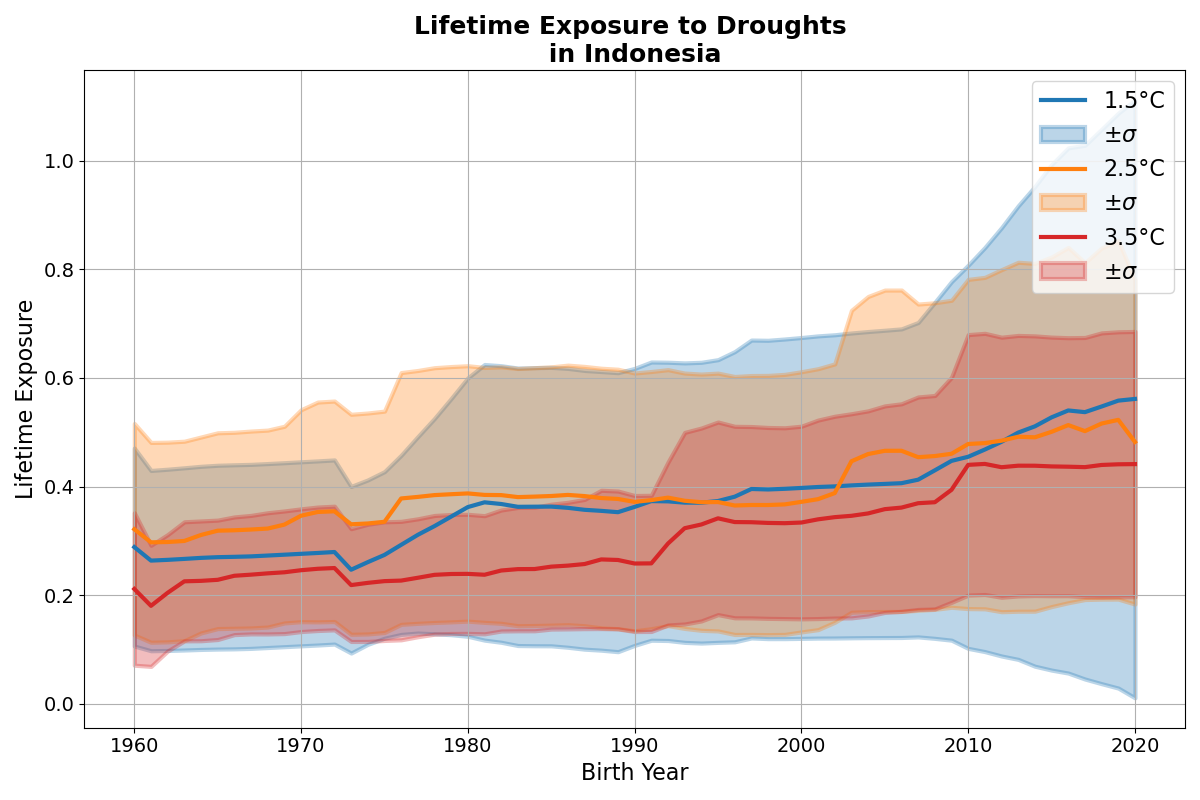 Lifetime Exposure to Droughts
in Indonesia
1.5°C
±σ
2.5°C
±σ
3.5°C
±σ
Lifetime Exposure
1.0
0.8
0.6
0.4
0.2
0.0
1960 1970 1980 1990 2000 2010 2020
Birth Year